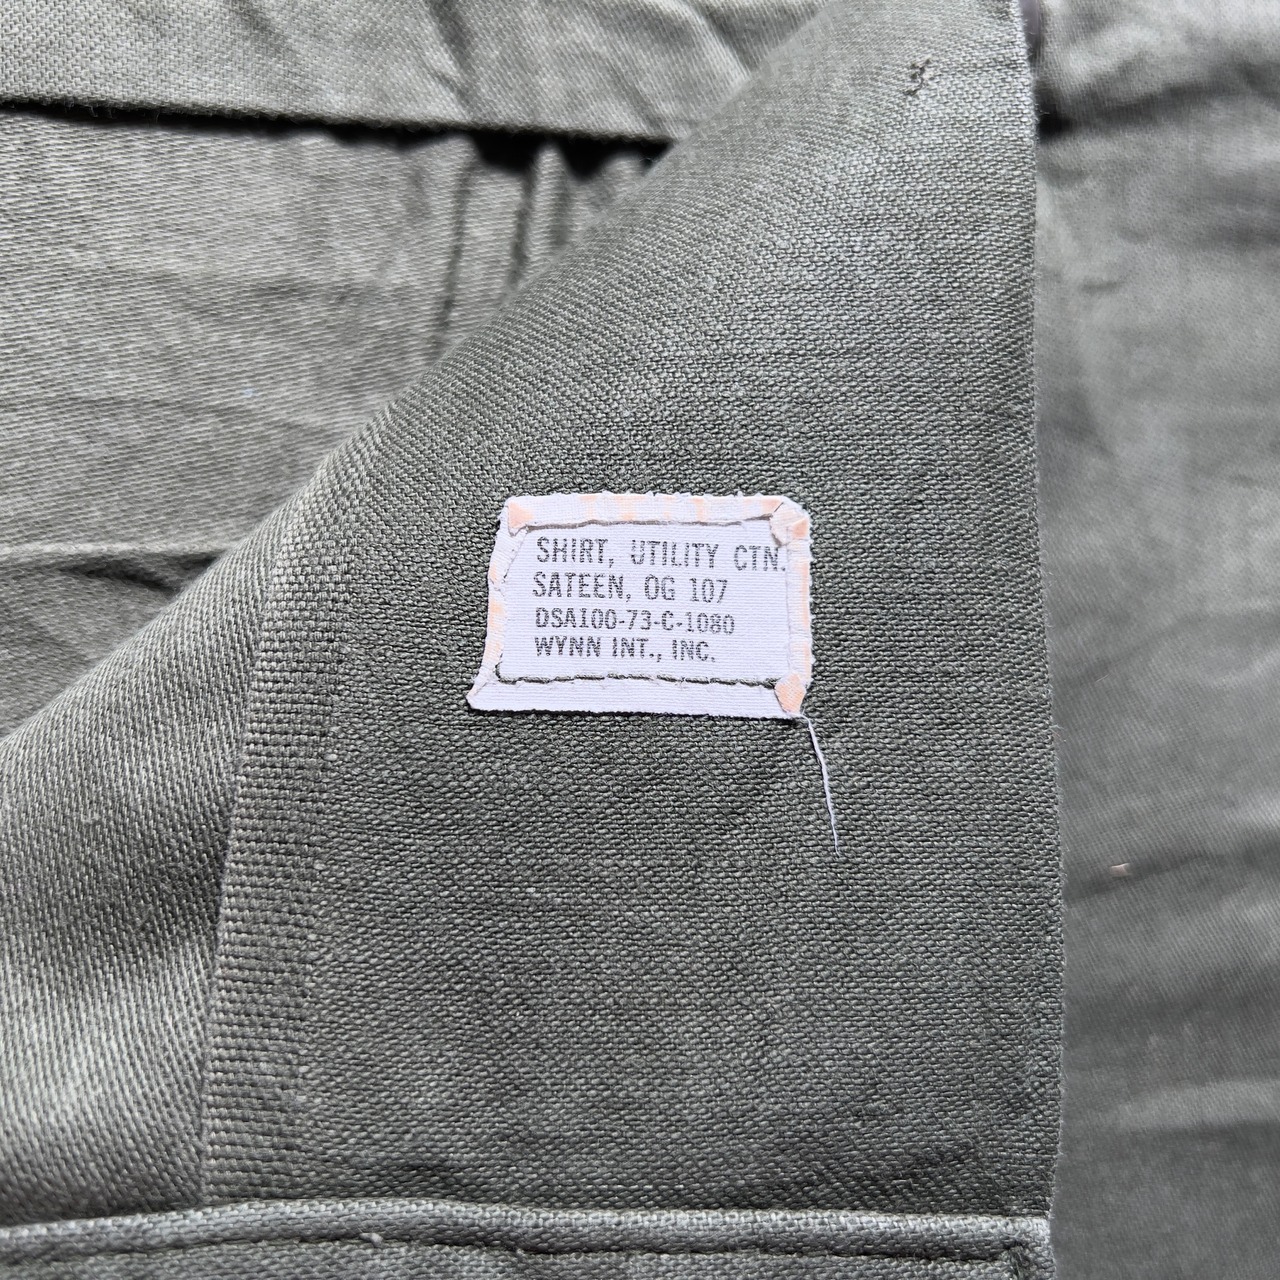 SHIRT, UTILITY CTN.
SATEEN, OG 107
DSA100-73-C-1080
WYNN INT., INC.